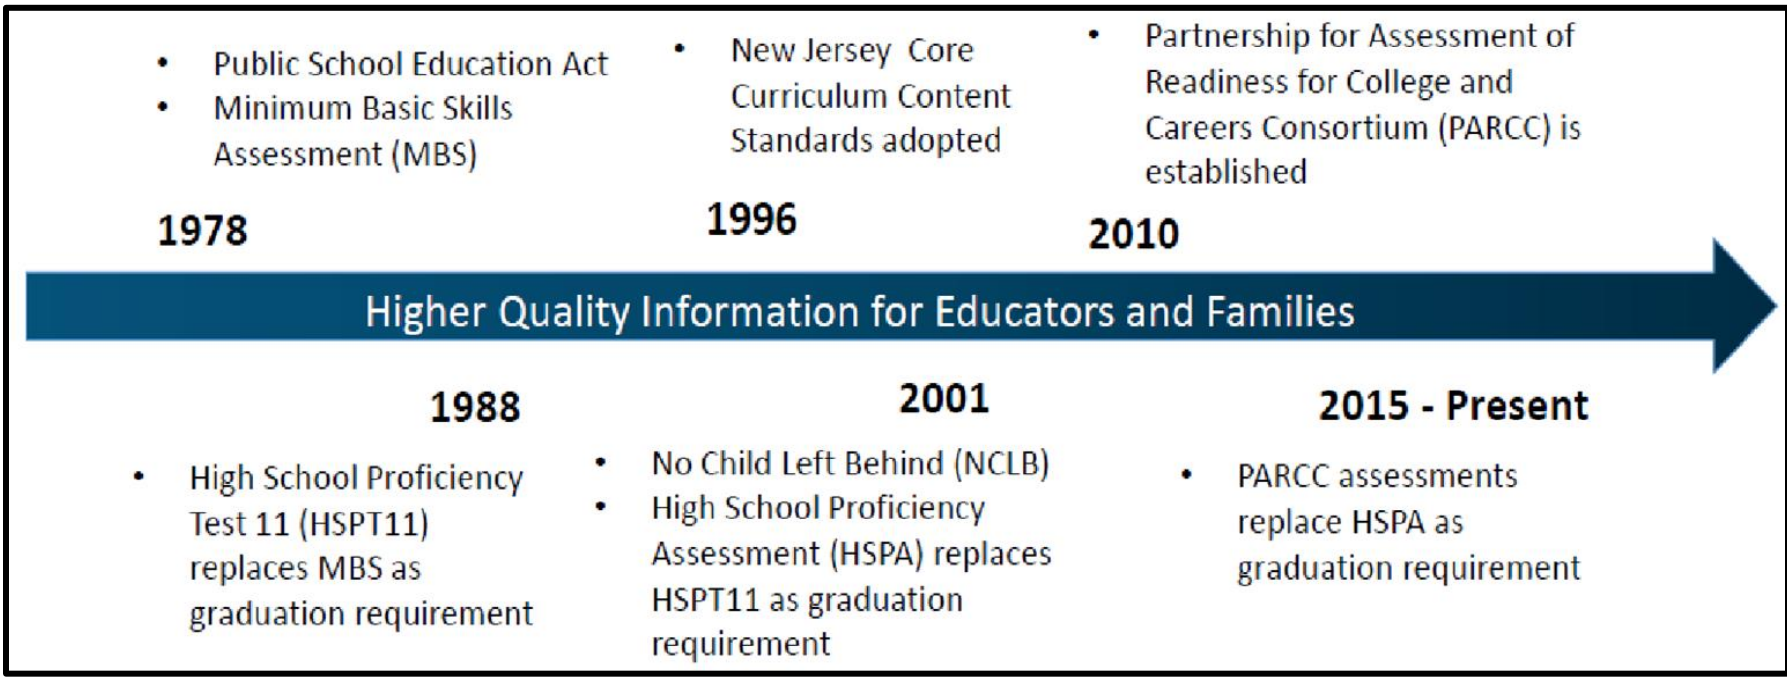 • Public School Education Act
• Minimum Basic Skills
Assessment (MBS)
1978
• New Jersey Core
Curriculum Content
Standards adopted
1996
• Partnership for Assessment of
Readiness for College and
Careers Consortium (PARCC) is
established
2010
Higher Quality Information for Educators and Families
1988
• High School Proficiency
Test 11 (HSPT11)
replaces MBS as
graduation requirement
2001
• No Child Left Behind (NCLB)
• High School Proficiency
Assessment (HSPA) replaces
HSPT11 as graduation
requirement
2015 - Present
• PARCC assessments
replace HSPA as
graduation requirement